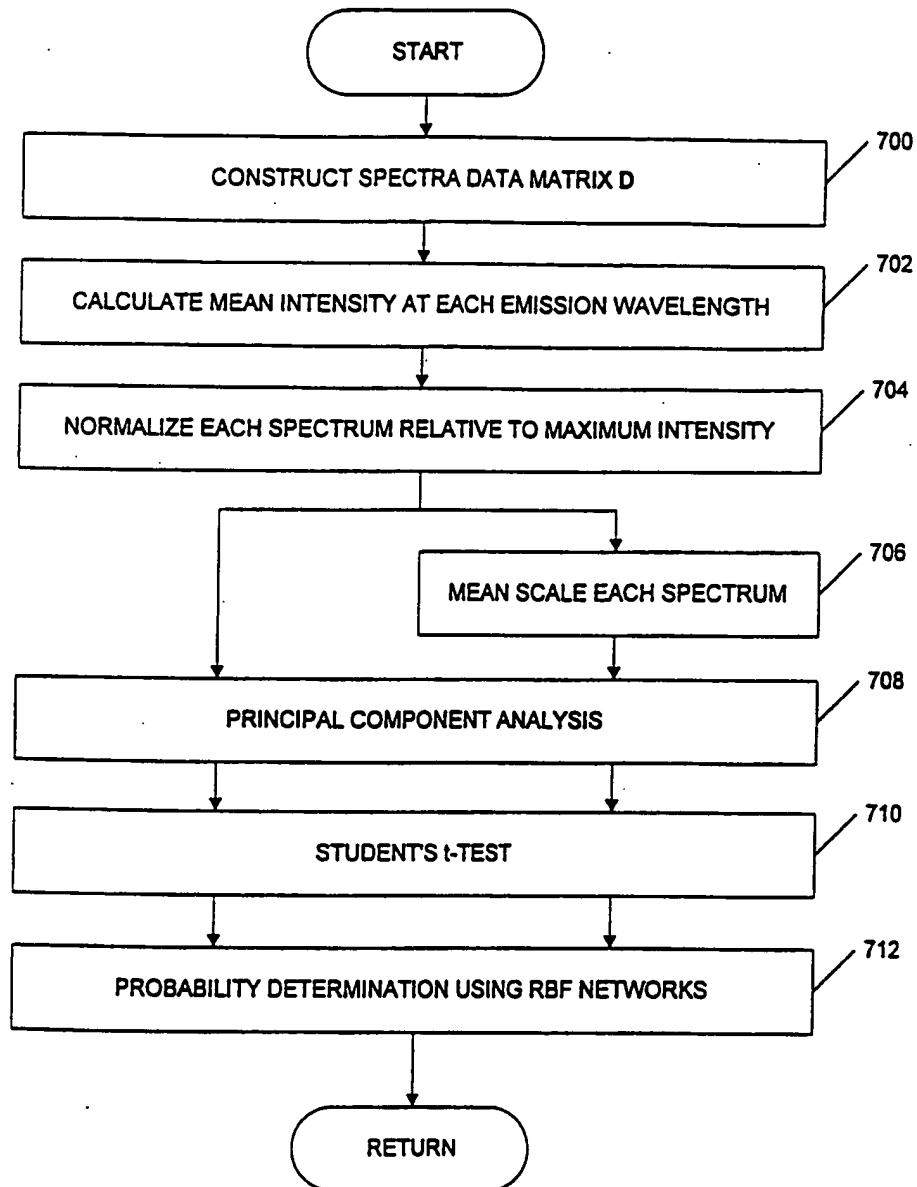 START
700
CONSTRUCT SPECTRA DATA MATRIX D
702
CALCULATE MEAN INTENSITY AT EACH EMISSION WAVELENGTH
704
NORMALIZE EACH SPECTRUM RELATIVE TO MAXIMUM INTENSITY
706
MEAN SCALE EACH SPECTRUM
708
PRINCIPAL COMPONENT ANALYSIS
710
STUDENT'S t-TEST
712
PROBABILITY DETERMINATION USING RBF NETWORKS
RETURN